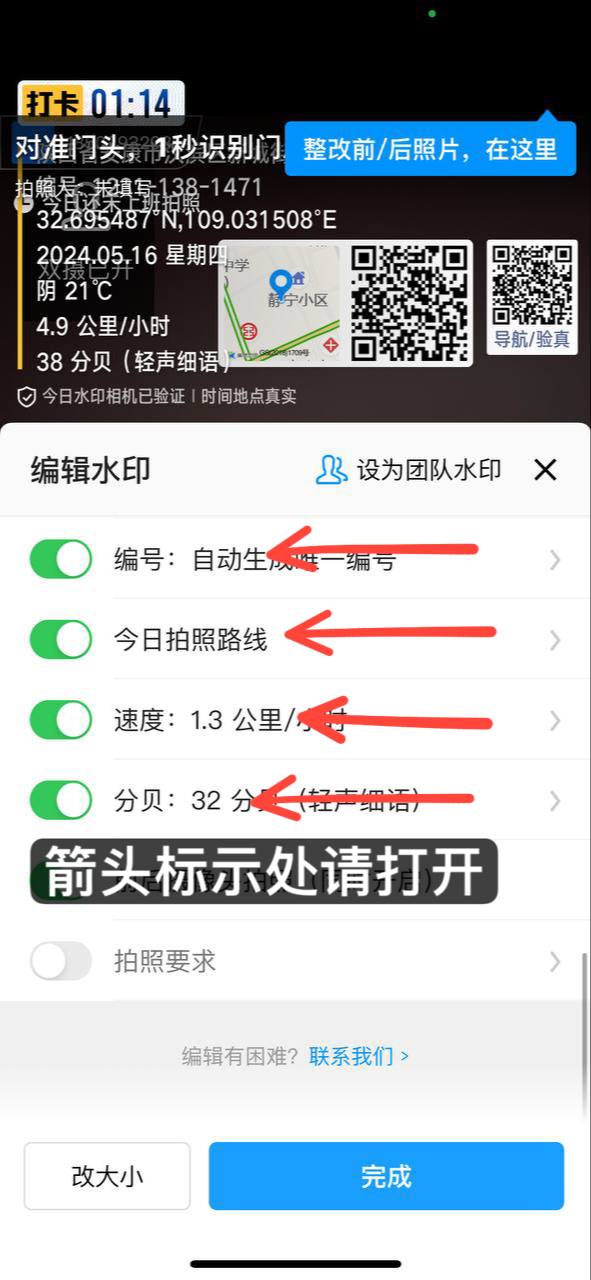 打卡 01:14
对准门头，1秒识别门
整改前/后照片，在这里
拍照人：未填写
138-1471
今日还未上班拍照
32.695487°N,109.031508°E
2024.05.16 星期四
双摄已开
阴 21℃
4.9 公里/小时
38 分贝（轻声细语）
中学
静宁小区
导航/验真
今日水印相机已验证 | 时间地点真实
编辑水印
设为团队水印
编号：自动生成唯一编号
今日拍照路线
速度：1.3 公里/小时
分贝：32 分贝（轻声细语）
箭头标示处请打开
拍照要求
编辑有困难？联系我们 >
改大小
完成